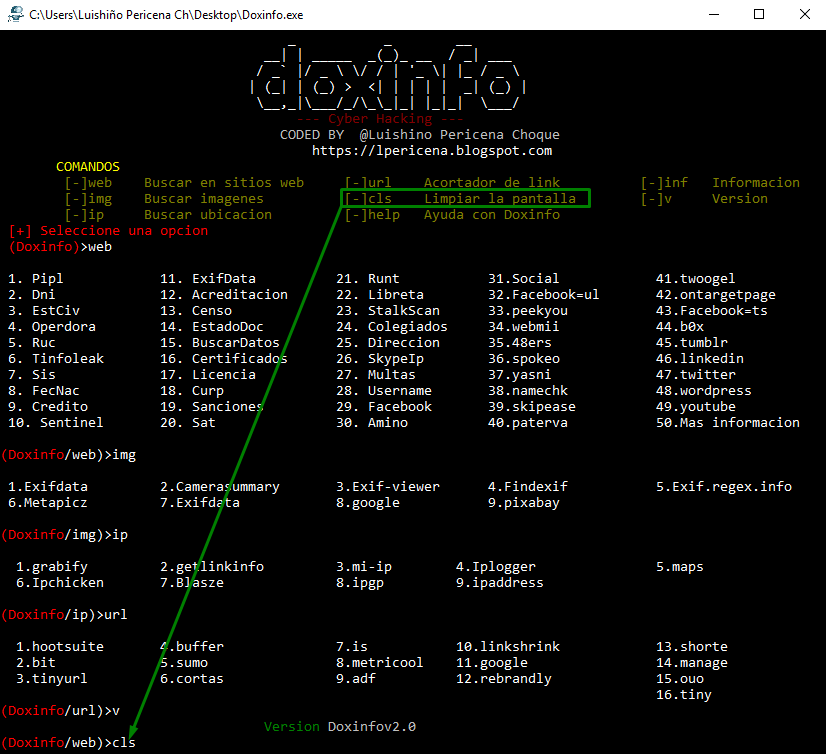 C:\Users\Luishiño Pericena Ch\Desktop\Doxinfo.exe
doxinfo
--- Cyber Hacking ---
CODED BY @Luishino Pericena Choque
https://lpericena.blogspot.com
COMANDOS
[-]web Buscar en sitios web [-]url Acortador de link [-]inf Informacion
[-]img Buscar imagenes [-]cls Limpiar la pantalla [-]v Version
[-]ip Buscar ubicacion [-]help Ayuda con Doxinfo
[+] Seleccione una opcion
(Doxinfo)>web
1. Pipl 11. ExifData 21. Runt 31.Social 41.twoogel
2. Dni 12. Acreditacion 22. Libreta 32.Facebook=ul 42.ontargetpage
3. EstCiv 13. Censo 23. StalkScan 33.peekyou 43.Facebook=ts
4. Operdora 14. EstadoDoc 24. Colegiados 34.webmii 44.b0x
5. Ruc 15. BuscarDatos 25. Direccion 35.48ers 45.tumblr
6. Tinfoleak 16. Certificados 26. SkypeIp 36.spokeo 46.linkedin
7. Sis 17. Licencia 27. Multas 37.yasni 47.twitter
8. FecNac 18. Curp 28. Username 38.namechk 48.wordpress
9. Credito 19. Sanciones 29. Facebook 39.skipease 49.youtube
10. Sentinel 20. Sat 30. Amino 40.paterva 50.Mas informacion
(Doxinfo/web)>img
1.Exifdata 2.Camerasummary 3.Exif-viewer 4.Findexif 5.Exif.regex.info
6.Metapicz 7.Exifdata 8.google 9.pixabay
(Doxinfo/img)>ip
1.grabify 2.getlinkinfo 3.mi-ip 4.Iplogger 5.maps
6.Ipchicken 7.Blasze 8.ipgp 9.ipaddress
(Doxinfo/ip)>url
1.hootsuite 4.buffer 7.is 10.linkshrink 13.shorte
2.bit 5.sumo 8.metricool 11.google 14.manage
3.tinyurl 6.cortas 9.adf 12.rebrandly 15.ouo
16.tiny
(Doxinfo/url)>v
Version Doxinfov2.0
(Doxinfo/web)>cls